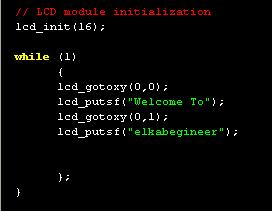 // LCD module initialization
lcd_init(16);
while (1)
{
lcd_gotoxy(0,0);
lcd_putsf("Welcome To");
lcd_gotoxy(0,1);
lcd_putsf("elkabegineer");
};
}